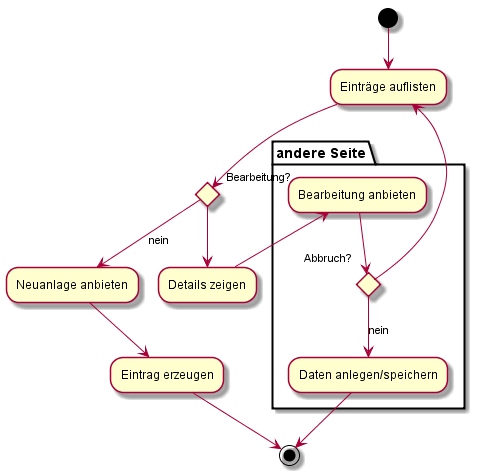 Einträge auflisten
andere Seite
Bearbeitung?
Bearbeitung anbieten
nein
Abbruch?
Neuanlage anbieten
Details zeigen
nein
Eintrag erzeugen
Daten anlegen/speichern